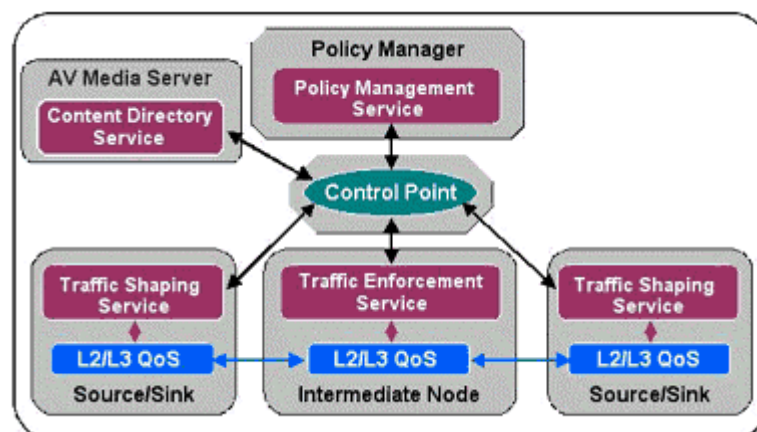 Policy Manager
AV Media Server
Policy Management
Service
Content Directory
Service
Control Point
Traffic Shaping
Service
Traffic Enforcement
Service
Traffic Shaping
Service
L2/L3 QoS
L2/L3 QoS
L2/L3 QoS
Source/Sink
Intermediate Node
Source/Sink